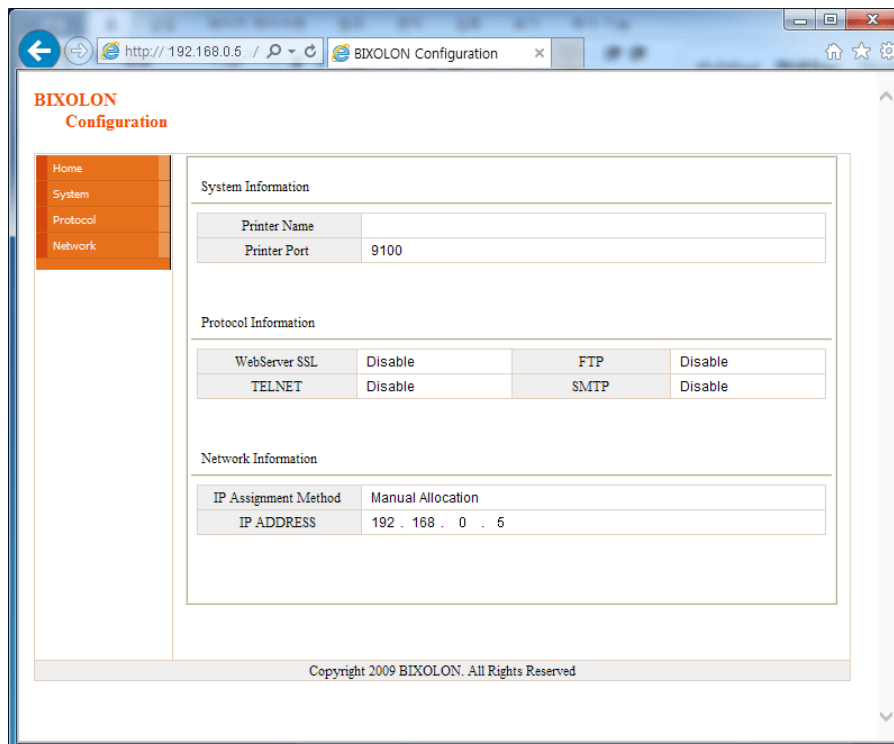 http://192.168.0.5 /
BIXOLON Configuration
BIXOLON
Configuration
Home
System
Protocol
Network
System Information
Printer Name
Printer Port 9100
Protocol Information
WebServer SSL Disable FTP Disable
TELNET Disable SMTP Disable
Network Information
IP Assignment Method Manual Allocation
IP ADDRESS 192 . 168 . 0 . 5
Copyright 2009 BIXOLON. All Rights Reserved